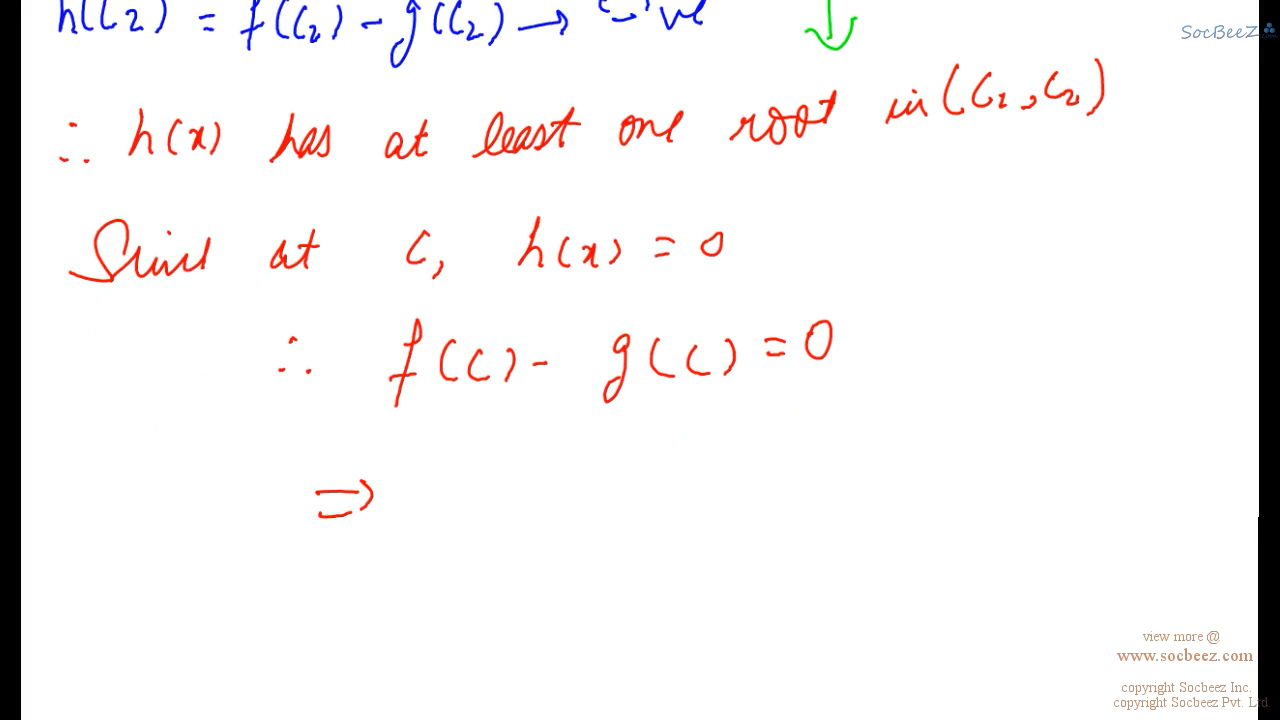 h(C2) = f(C2) - g(C2) → (-)ve
SocBeeZ
∴ h(x) has at least one root in (C1, C2)
Since at C, h(x) = 0
∴ f(C) - g(C) = 0
⇒
view more @
www.socbeez.com
copyright Socbeez Inc.
copyright Socbeez Pvt. Ltd.